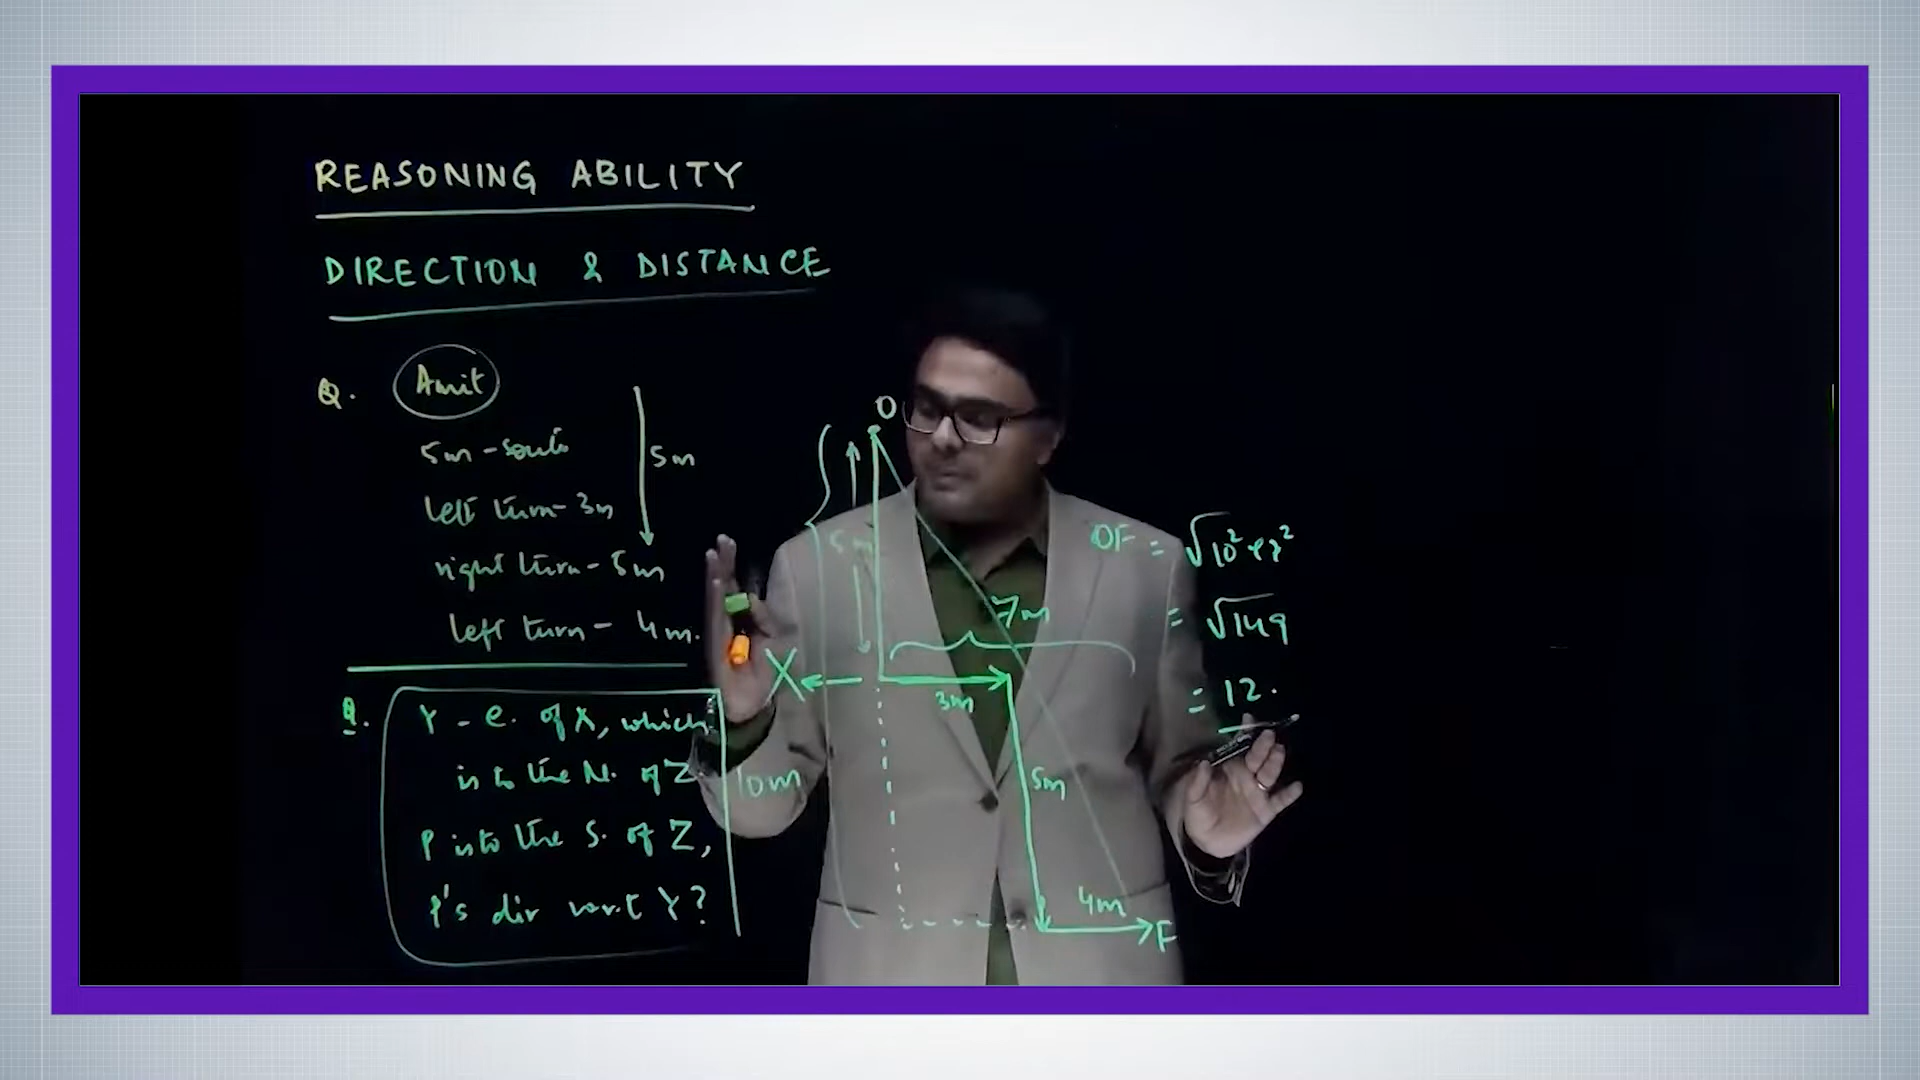 REASONING ABILITY
DIRECTION & DISTANCE
Q. Amit
5m - south
left turn - 3m
right turn - 5m
left turn - 4m.
5m
Q. Y - e. of X, which
is to the N. of Z
P is to the S. of Z,
P's dir w.r.t Y?
O
5m
7m
X
3m
10m
5m
4m
F
OF = √10²+7²
= √149
= 12.